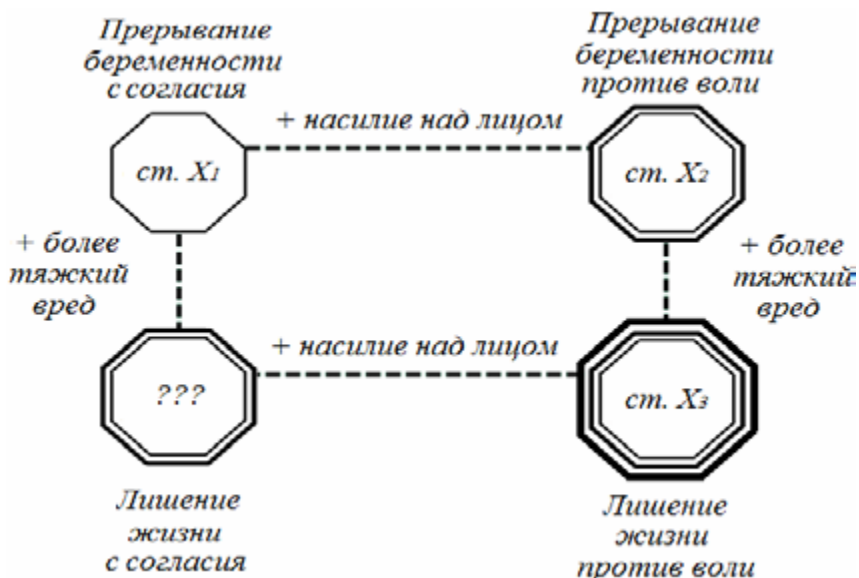 Прерывание
беременности
с согласия
Прерывание
беременности
против воли
+ насилие над лицом
ст. X1
ст. X2
+ более
тяжкий
вред
+ более
тяжкий
вред
+ насилие над лицом
???
ст. X3
Лишение
жизни
с согласия
Лишение
жизни
против воли